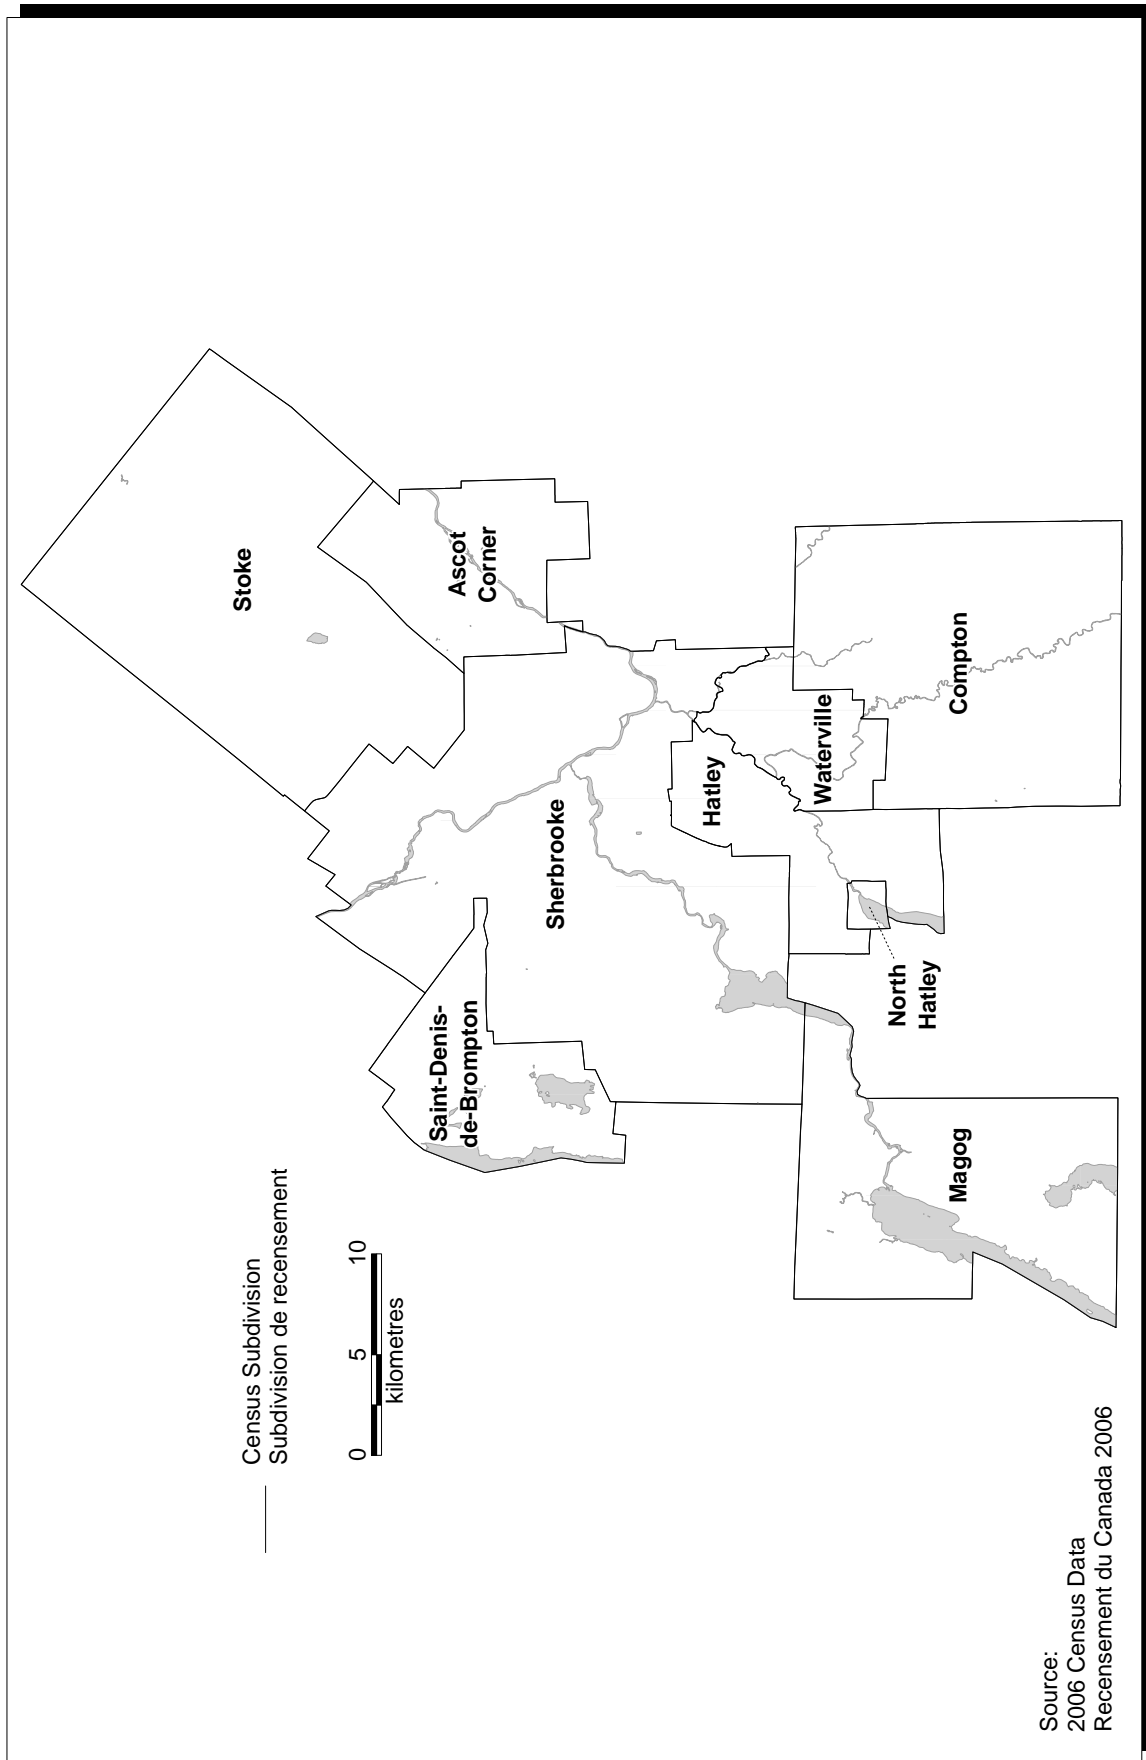 Census Subdivision
Subdivision de recensement
0 5 10
kilometres
Stoke
Ascot
Corner
Saint-Denis-
de-Brompton
Sherbrooke
Hatley
Waterville
Compton
North
Hatley
Magog
Source:
2006 Census Data
Recensement du Canada 2006